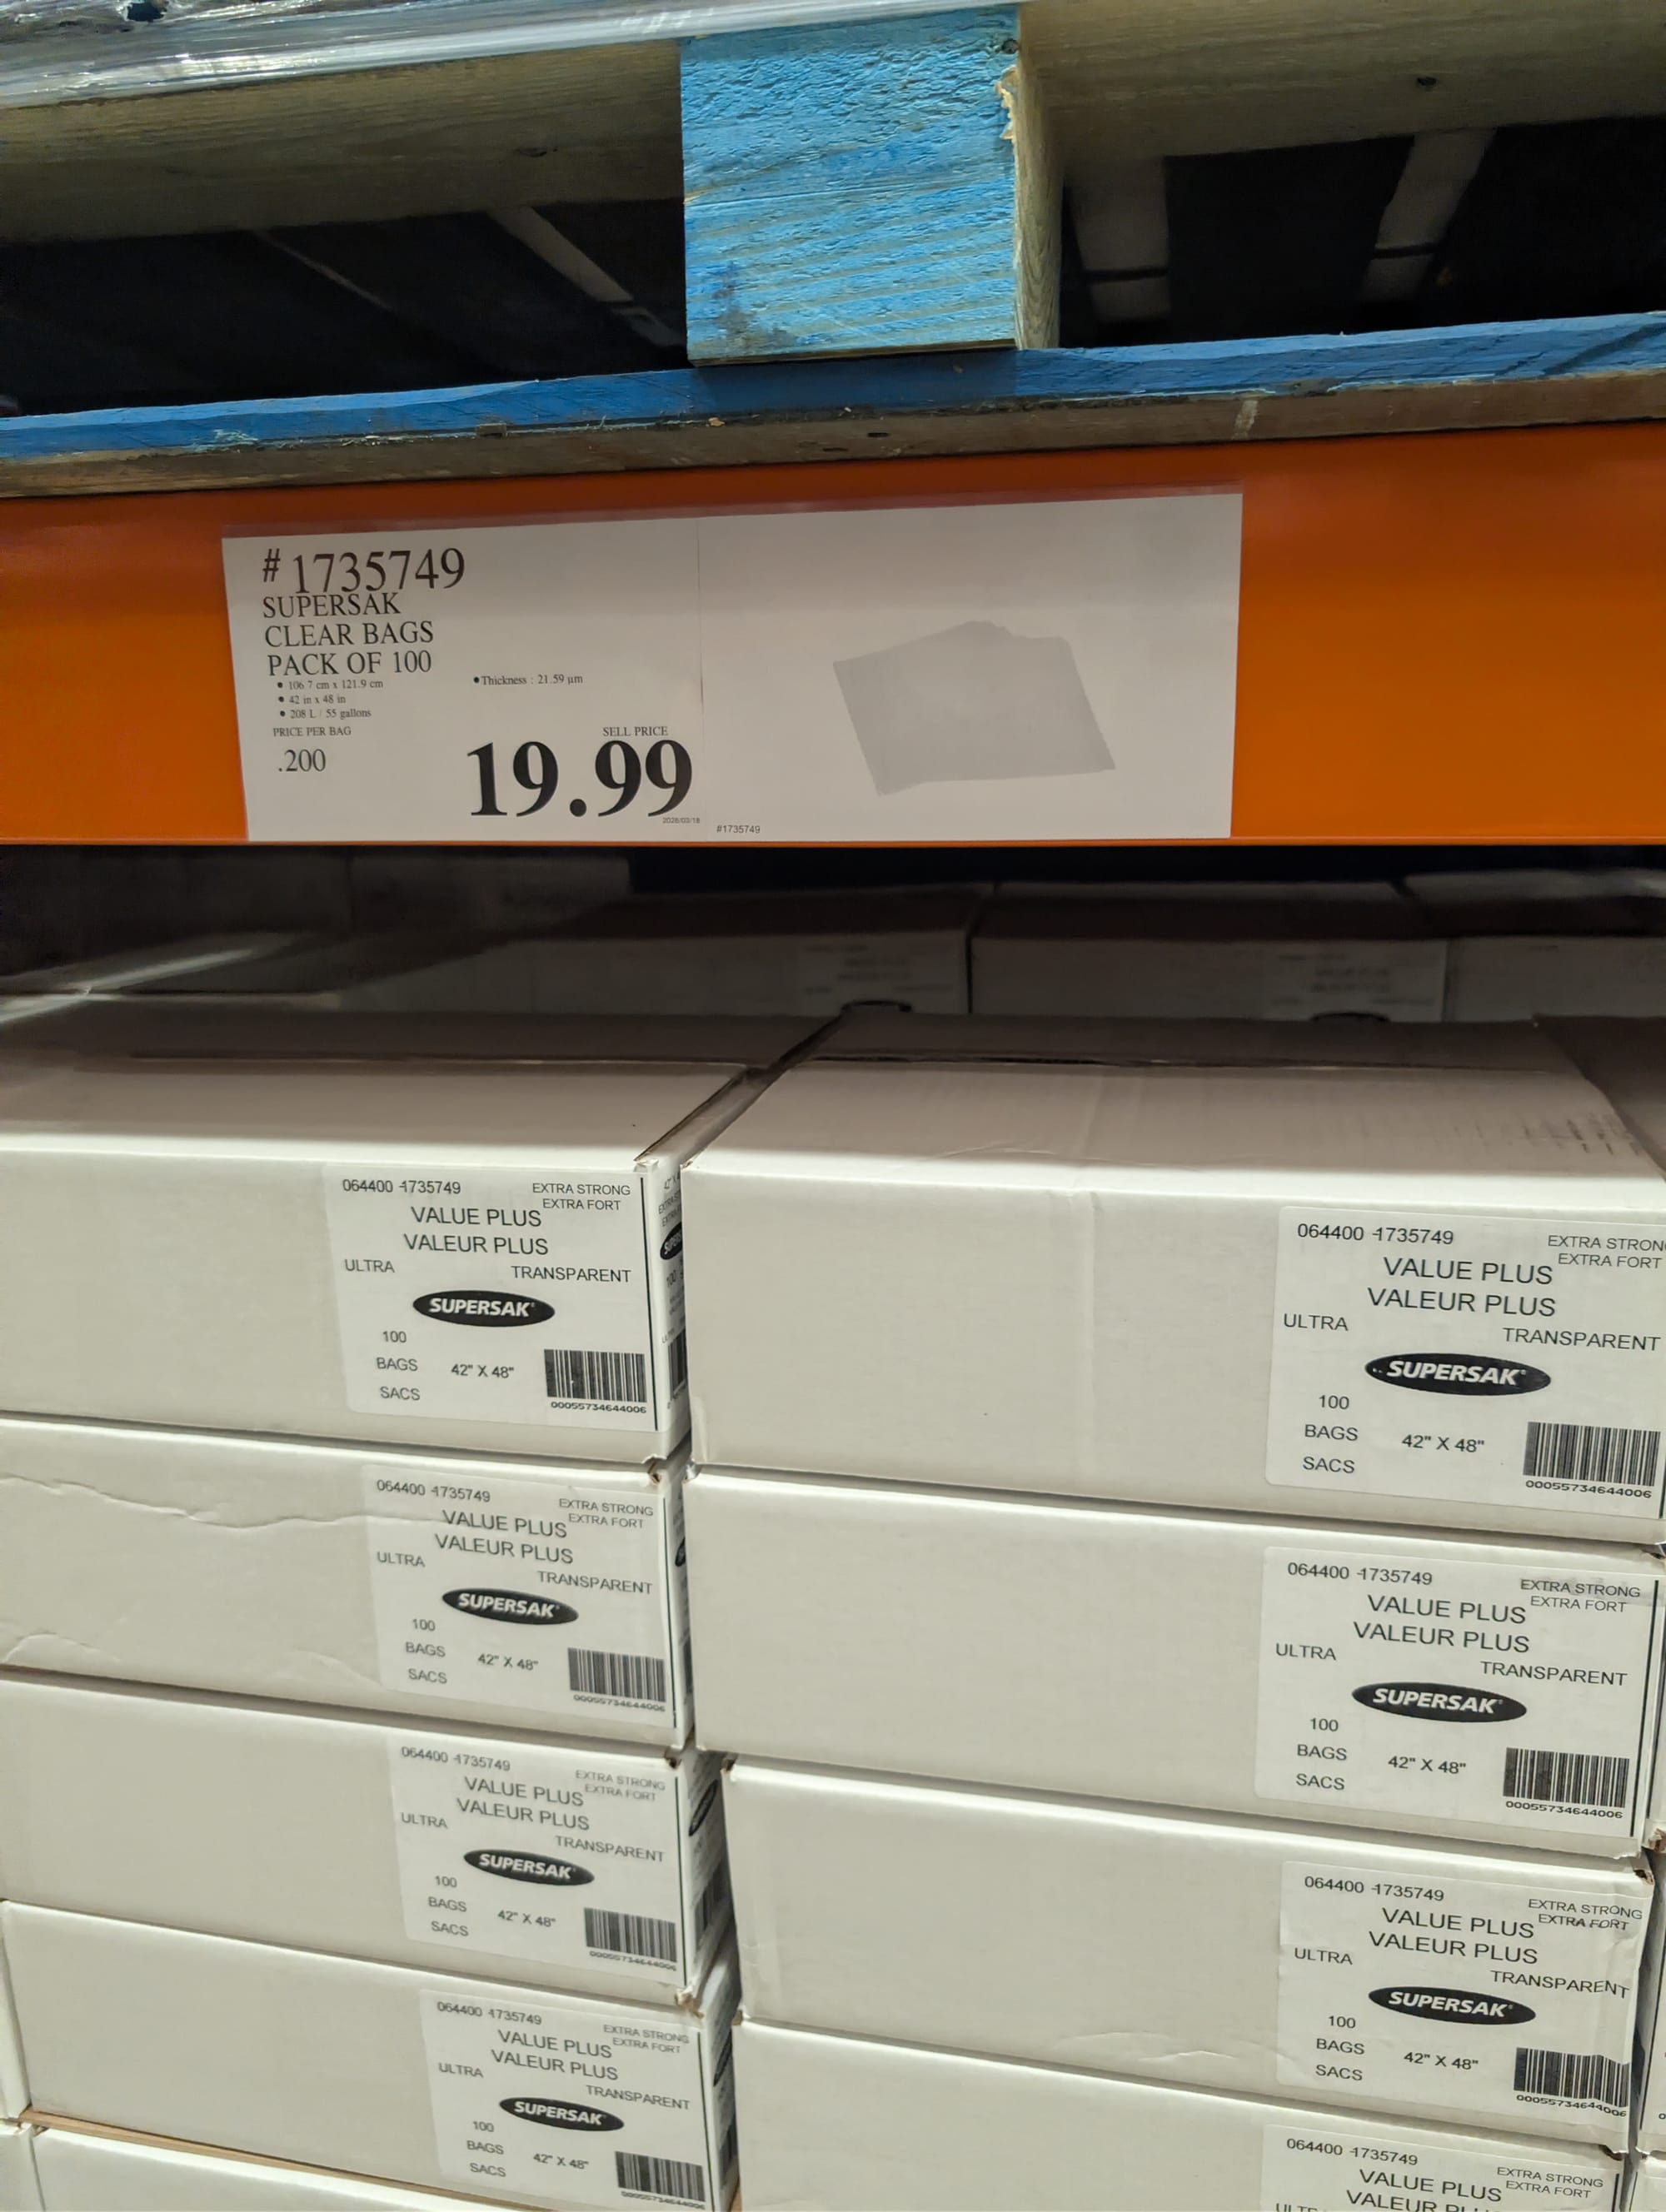 #1735749
SUPERSAK
CLEAR BAGS
PACK OF 100
• 106.7 cm x 121.9 cm
• 42 in x 48 in
• 208 L / 55 gallons
• Thickness : 21.59 µm
PRICE PER BAG
.200
SELL PRICE
19.99
2026/03/18
#1735749
064400 -1735749
EXTRA STRONG
EXTRA FORT
VALUE PLUS
VALEUR PLUS
ULTRA
TRANSPARENT
SUPERSAK
100
BAGS
SACS
42" X 48"
00055734644006
064400 -1735749
EXTRA STRON
EXTRA FORT
VALUE PLUS
VALEUR PLUS
ULTRA
TRANSPARENT
SUPERSAK
100
BAGS
SACS
42" X 48"
00055734644006
064400 -1735749
EXTRA STRONG
EXTRA FORT
VALUE PLUS
VALEUR PLUS
ULTRA
TRANSPARENT
SUPERSAK
100
BAGS
SACS
42" X 48"
00055734644006
064400 -1735749
EXTRA STRONG
EXTRA FORT
VALUE PLUS
VALEUR PLUS
ULTRA
TRANSPARENT
SUPERSAK
100
BAGS
SACS
42" X 48"
00055734644006
064400 -1735749
EXTRA STRONG
EXTRA FORT
VALUE PLUS
VALEUR PLUS
ULTRA
TRANSPARENT
SUPERSAK
100
BAGS
SACS
42" X 48"
00055734644006
064400 -1735749
EXTRA STRONG
EXTRA FORT
VALUE PLUS
VALEUR PLUS
ULTRA
TRANSPARENT
SUPERSAK
100
BAGS
SACS
42" X 48"
00055734644006
064400 -1735749
EXTRA STRONG
EXTRA FORT
VALUE PLUS
VALEUR PLUS
ULTRA
TRANSPARENT
SUPERSAK
100
BAGS
SACS
42" X 48"
064400 -1735749
EXTRA STRONG
EXTRA FORT
VALUE PLUS
VALEUR